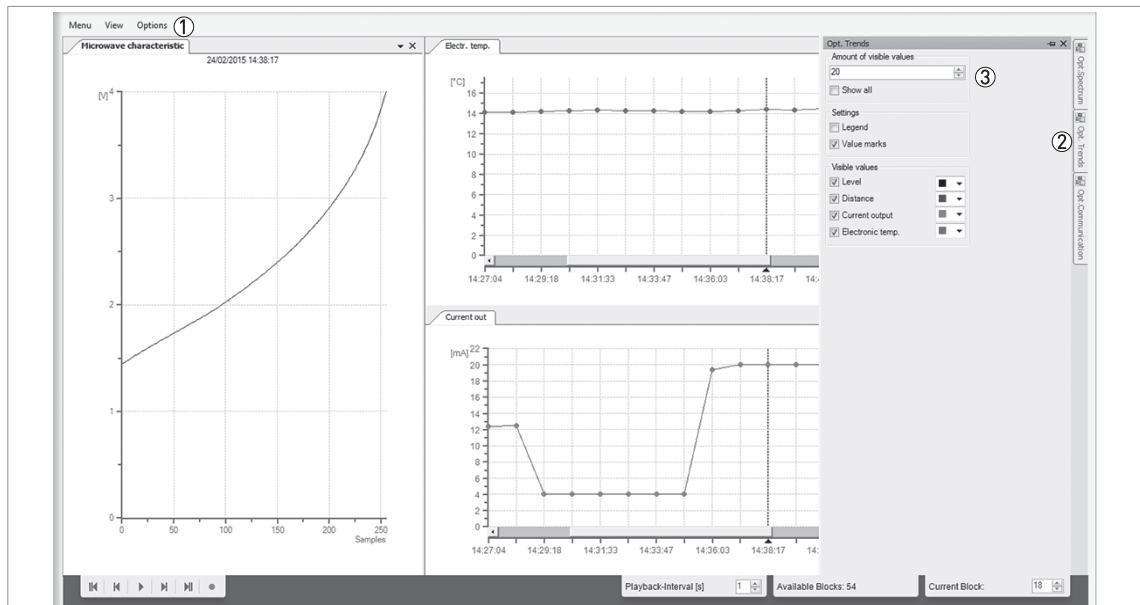 Menu View Options ①
Microwave characteristic
24/02/2015 14:38:17
[V] 4
3
2
1
0
0 50 100 150 200 250
Samples
Electr. temp.
[°C]
16
14
12
10
8
6
4
2
0
14:27:04 14:29:18 14:31:33 14:33:47 14:36:03 14:38:17 14:4
Current out
[mA] 22
20
18
16
14
12
10
8
6
4
2
0
14:27:04 14:29:18 14:31:33 14:33:47 14:36:03 14:38:17 14:
Opt. Trends
Amount of visible values
20 ③
Show all
Settings
Legend
Value marks
Visible values
Level
Distance
Current output
Electronic temp.
Opt.Spectrum
② Opt. Trends
Opt.Communication
Playback-Interval [s] 1 Available Blocks: 54 Current Block: 18